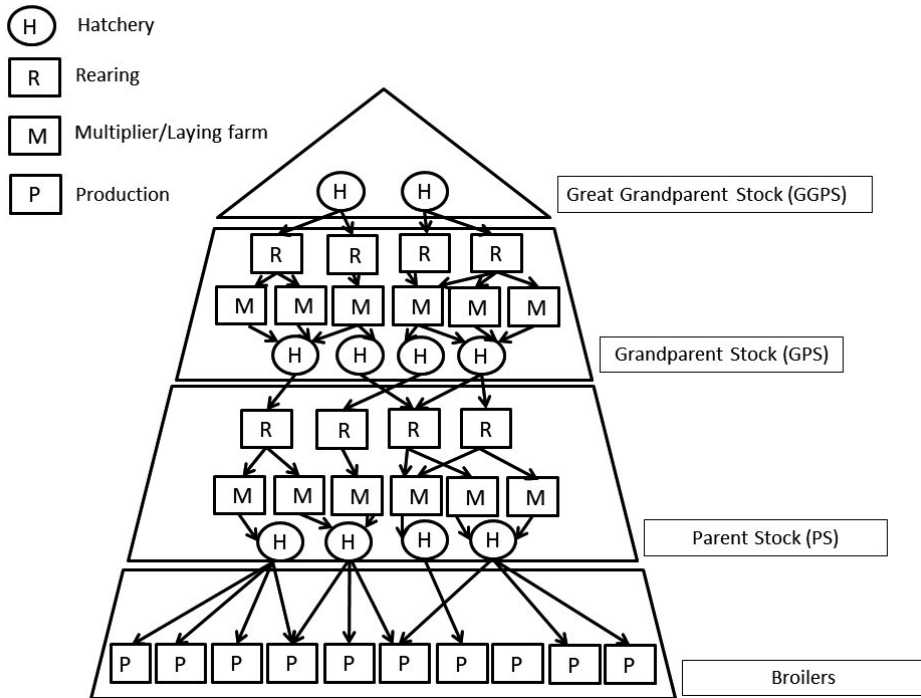 H Hatchery
R Rearing
M Multiplier/Laying farm
P Production
H H
Great Grandparent Stock (GGPS)
R R R R
M M M M M M
H H H H
Grandparent Stock (GPS)
R R R R
M M M M M M
H H H H
Parent Stock (PS)
P P P P P P P P P P
Broilers